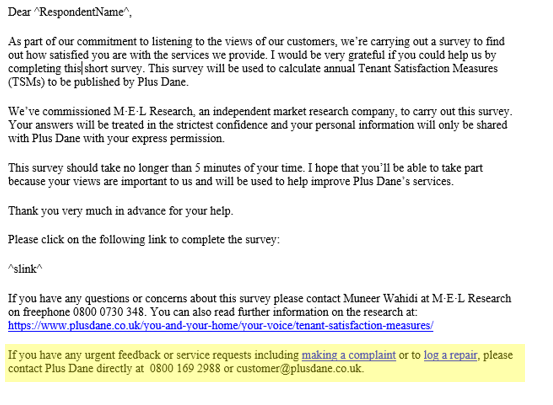 Dear ^RespondentName^,
As part of our commitment to listening to the views of our customers, we’re carrying out a survey to find
out how satisfied you are with the services we provide. I would be very grateful if you could help us by
completing this short survey. This survey will be used to calculate annual Tenant Satisfaction Measures
(TSMs) to be published by Plus Dane.
We’ve commissioned M·E·L Research, an independent market research company, to carry out this survey.
Your answers will be treated in the strictest confidence and your personal information will only be shared
with Plus Dane with your express permission.
This survey should take no longer than 5 minutes of your time. I hope that you’ll be able to take part
because your views are important to us and will be used to help improve Plus Dane’s services.
Thank you very much in advance for your help.
Please click on the following link to complete the survey:
^slink^
If you have any questions or concerns about this survey please contact Muneer Wahidi at M·E·L Research
on freephone 0800 0730 348. You can also read further information on the research at:
https://www.plusdane.co.uk/you-and-your-home/your-voice/tenant-satisfaction-measures/
If you have any urgent feedback or service requests including making a complaint or to log a repair, please
contact Plus Dane directly at 0800 169 2988 or customer@plusdane.co.uk.